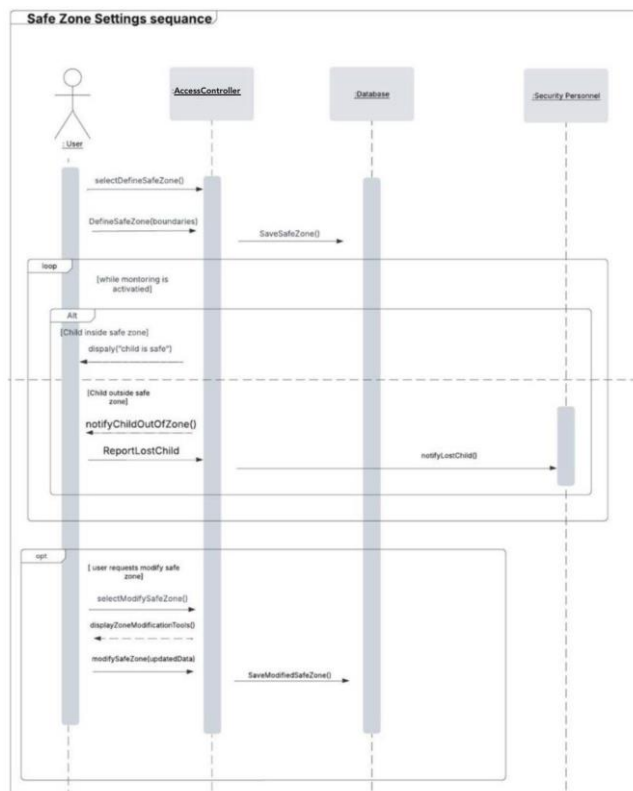 Safe Zone Settings sequance
:AccessController
:Database
:Security Personnel
: User
selectDefineSafeZone()
DefineSafeZone(boundaries)
SaveSafeZone()
loop
[while montoring is
activatied]
Alt
[Child inside safe zone]
dispaly("child is safe")
[Child outside safe
zone]
notifyChildOutOfZone()
ReportLostChild
notifyLostChild()
opt
[ user requests modify safe
zone]
selectModifySafeZone()
displayZoneModificationTools()
modifySafeZone(updatedData)
SaveModifiedSafeZone()